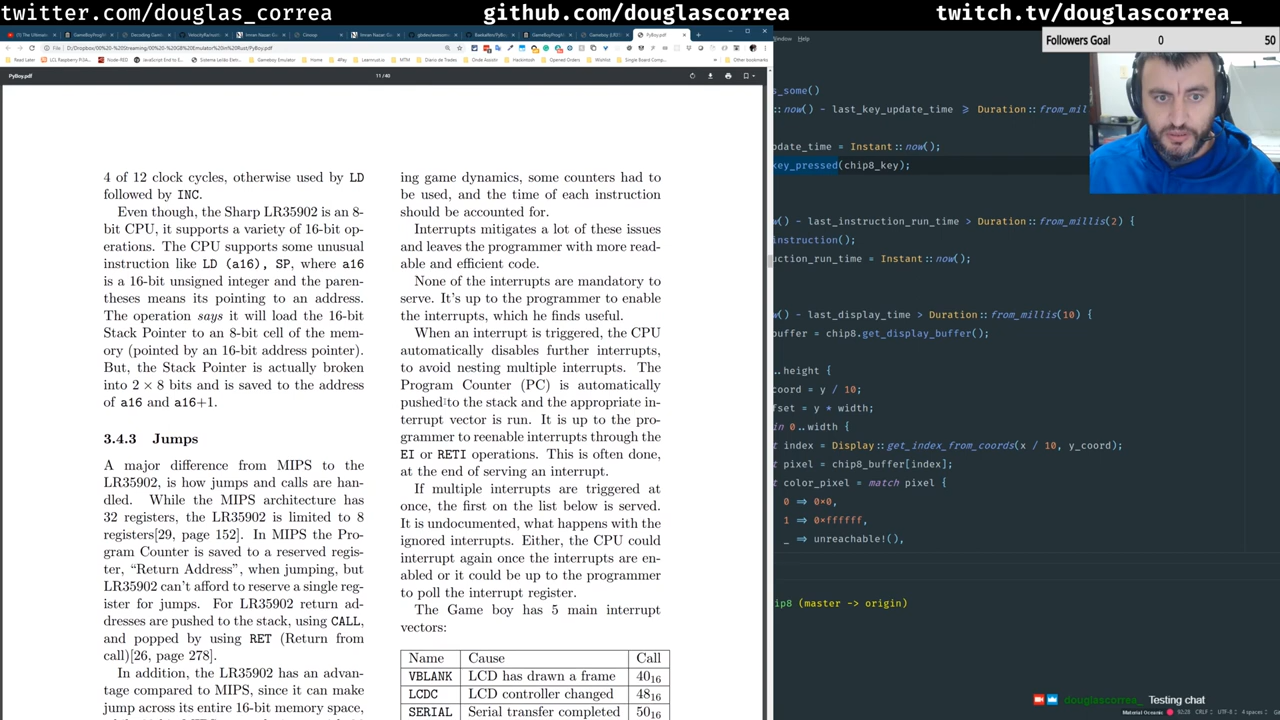 twitter.com/douglas_correa
github.com/douglascorrea
twitch.tv/douglascorrea_
Followers Goal 0 50
PyBoy.pdf
11 / 40
4 of 12 clock cycles, otherwise used by LD
followed by INC.
Even though, the Sharp LR35902 is an 8-
bit CPU, it supports a variety of 16-bit op-
erations. The CPU supports some unusual
instruction like LD (a16), SP, where a16
is a 16-bit unsigned integer and the paren-
theses means its pointing to an address.
The operation says it will load the 16-bit
Stack Pointer to an 8-bit cell of the mem-
ory (pointed by an 16-bit address pointer).
But, the Stack Pointer is actually broken
into 2 × 8 bits and is saved to the address
of a16 and a16+1.
3.4.3 Jumps
A major difference from MIPS to the
LR35902, is how jumps and calls are han-
dled. While the MIPS architecture has
32 registers, the LR35902 is limited to 8
registers[29, page 152]. In MIPS the Pro-
gram Counter is saved to a reserved regis-
ter, “Return Address”, when jumping, but
LR35902 can't afford to reserve a single reg-
ister for jumps. For LR35902 return ad-
dresses are pushed to the stack, using CALL,
and popped by using RET (Return from
call)[26, page 278].
In addition, the LR35902 has an advan-
tage compared to MIPS, since it can make
jump across its entire 16-bit memory space,
ing game dynamics, some counters had to
be used, and the time of each instruction
should be accounted for.
Interrupts mitigates a lot of these issues
and leaves the programmer with more read-
able and efficient code.
None of the interrupts are mandatory to
serve. It's up to the programmer to enable
the interrupts, which he finds useful.
When an interrupt is triggered, the CPU
automatically disables further interrupts,
to avoid nesting multiple interrupts. The
Program Counter (PC) is automatically
pushed to the stack and the appropriate in-
terrupt vector is run. It is up to the pro-
grammer to reenable interrupts through the
EI or RETI operations. This is often done,
at the end of serving an interrupt.
If multiple interrupts are triggered at
once, the first on the list below is served.
It is undocumented, what happens with the
ignored interrupts. Either, the CPU could
interrupt again once the interrupts are en-
abled or it could be up to the programmer
to poll the interrupt register.
The Game boy has 5 main interrupt
vectors:
Name Cause Call
VBLANK LCD has drawn a frame 40₁₆
LCDC LCD controller changed 48₁₆
SERIAL Serial transfer completed 50₁₆
Window Help
s_some()
::now() - last_key_update_time ⩾ Duration::from_mil
pdate_time = Instant::now();
key_pressed(chip8_key);
w() - last_instruction_run_time > Duration::from_millis(2) {
instruction();
ction_run_time = Instant::now();
w() - last_display_time > Duration::from_millis(10) {
buffer = chip8.get_display_buffer();
..height {
coord = y / 10;
fset = y * width;
in 0..width {
t index = Display::get_index_from_coords(x / 10, y_coord);
t pixel = chip8_buffer[index];
t color_pixel = match pixel {
0 ⇒ 0×0,
1 ⇒ 0×ffffff,
_ ⇒ unreachable!(),
ip8 (master -> origin)
douglascorrea_ Testing chat
Material Oceanic 92:28 CRLF UTF-8 4 spaces